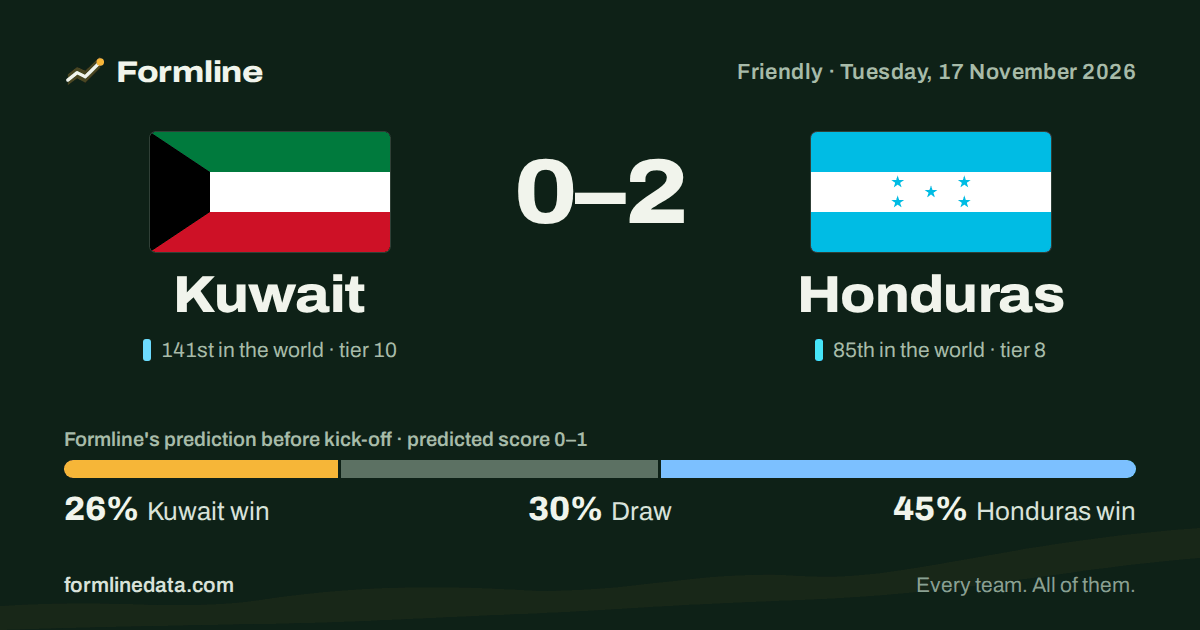 Formline
Friendly · Tuesday, 17 November 2026
0–2
Kuwait
Honduras
141st in the world · tier 10
85th in the world · tier 8
Formline's prediction before kick-off · predicted score 0–1
26% Kuwait win
30% Draw
45% Honduras win
formlinedata.com
Every team. All of them.